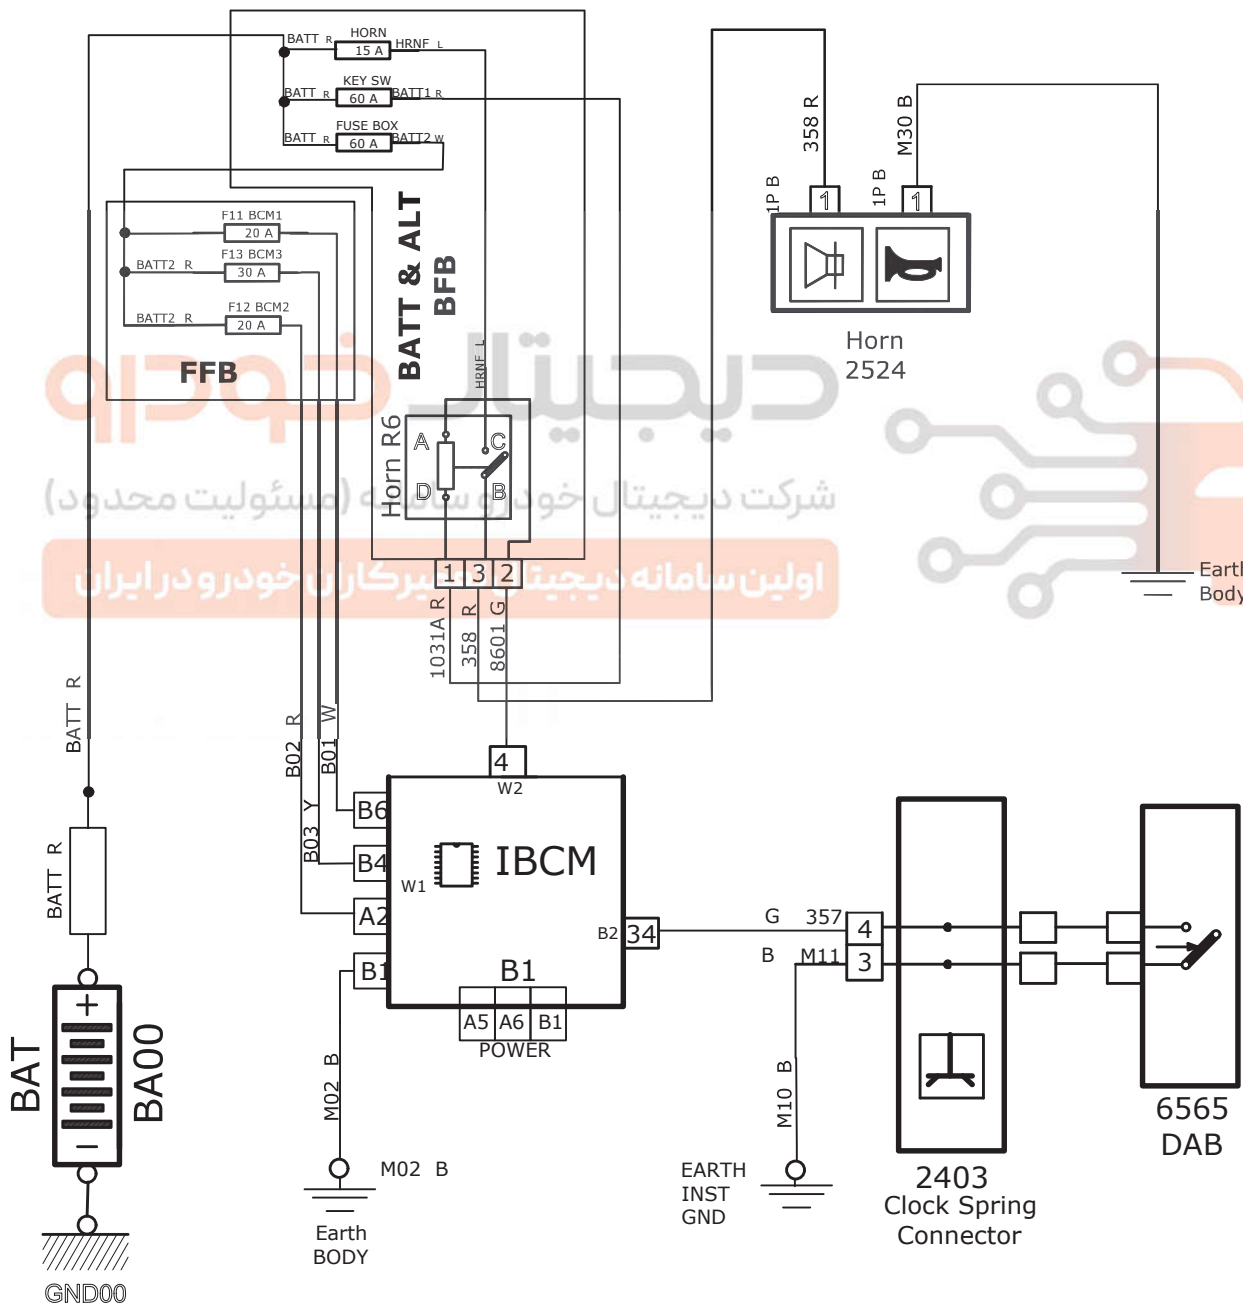 HORN
BATT R
15 A
HRNF L
KEY SW
BATT R
60 A
BATT1 R
FUSE BOX
BATT R
60 A
BATT2 W
F11 BCM1
20 A
F13 BCM3
BATT2 R
30 A
F12 BCM2
BATT2 R
20 A
FFB
BATT & ALT
BFB
HRNF L
Horn R6
A
C
D
B
1
3
2
1031A R
358 R
8601 G
358 R
M30 B
1P B
1
1P B
1
Horn
2524
Earth
Body
دیجیتال خودرو
شرکت دیجیتال خودرو سامانه (مسئولیت محدود)
اولین سامانه دیجیتال تعمیرکاران خودرو در ایران
BATT R
BATT R
BAT
BA00
+
−
GND00
B02 R
B03 Y
B01 W
4
W2
B6
B4
A2
B1
W1
IBCM
B2
34
B1
A5
A6
B1
POWER
M02 B
M02 B
Earth
BODY
G 357
4
B M11
3
M10 B
EARTH
INST
GND
2403
Clock Spring
Connector
6565
DAB